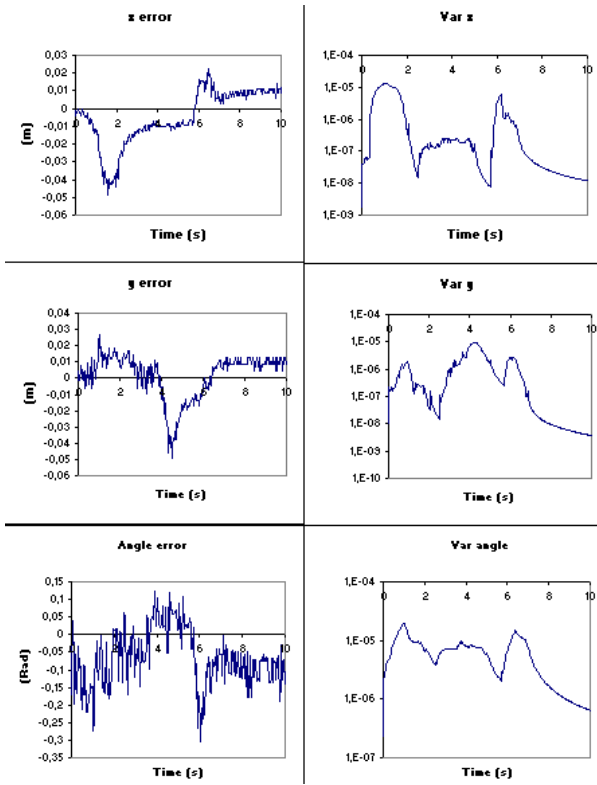 x error
0,03
0,02
0,01
0
-0,01
-0,02
-0,03
-0,04
-0,05
-0,06
0 2 4 6 8 10
(m)
Time (s)
Var x
1,E-04
1,E-05
1,E-06
1,E-07
1,E-08
1,E-09
0 2 4 6 8 10
Time (s)
y error
0,04
0,03
0,02
0,01
0
-0,01
-0,02
-0,03
-0,04
-0,05
-0,06
0 2 4 6 8 10
(m)
Time (s)
Var y
1,E-04
1,E-05
1,E-06
1,E-07
1,E-08
1,E-09
1,E-10
0 2 4 6 8 10
Time (s)
Angle error
0,15
0,1
0,05
0
-0,05
-0,1
-0,15
-0,2
-0,25
-0,3
-0,35
0 2 4 6 8 10
(Rad)
Time (s)
Var angle
1,E-04
1,E-05
1,E-06
1,E-07
0 2 4 6 8 10
Time (s)